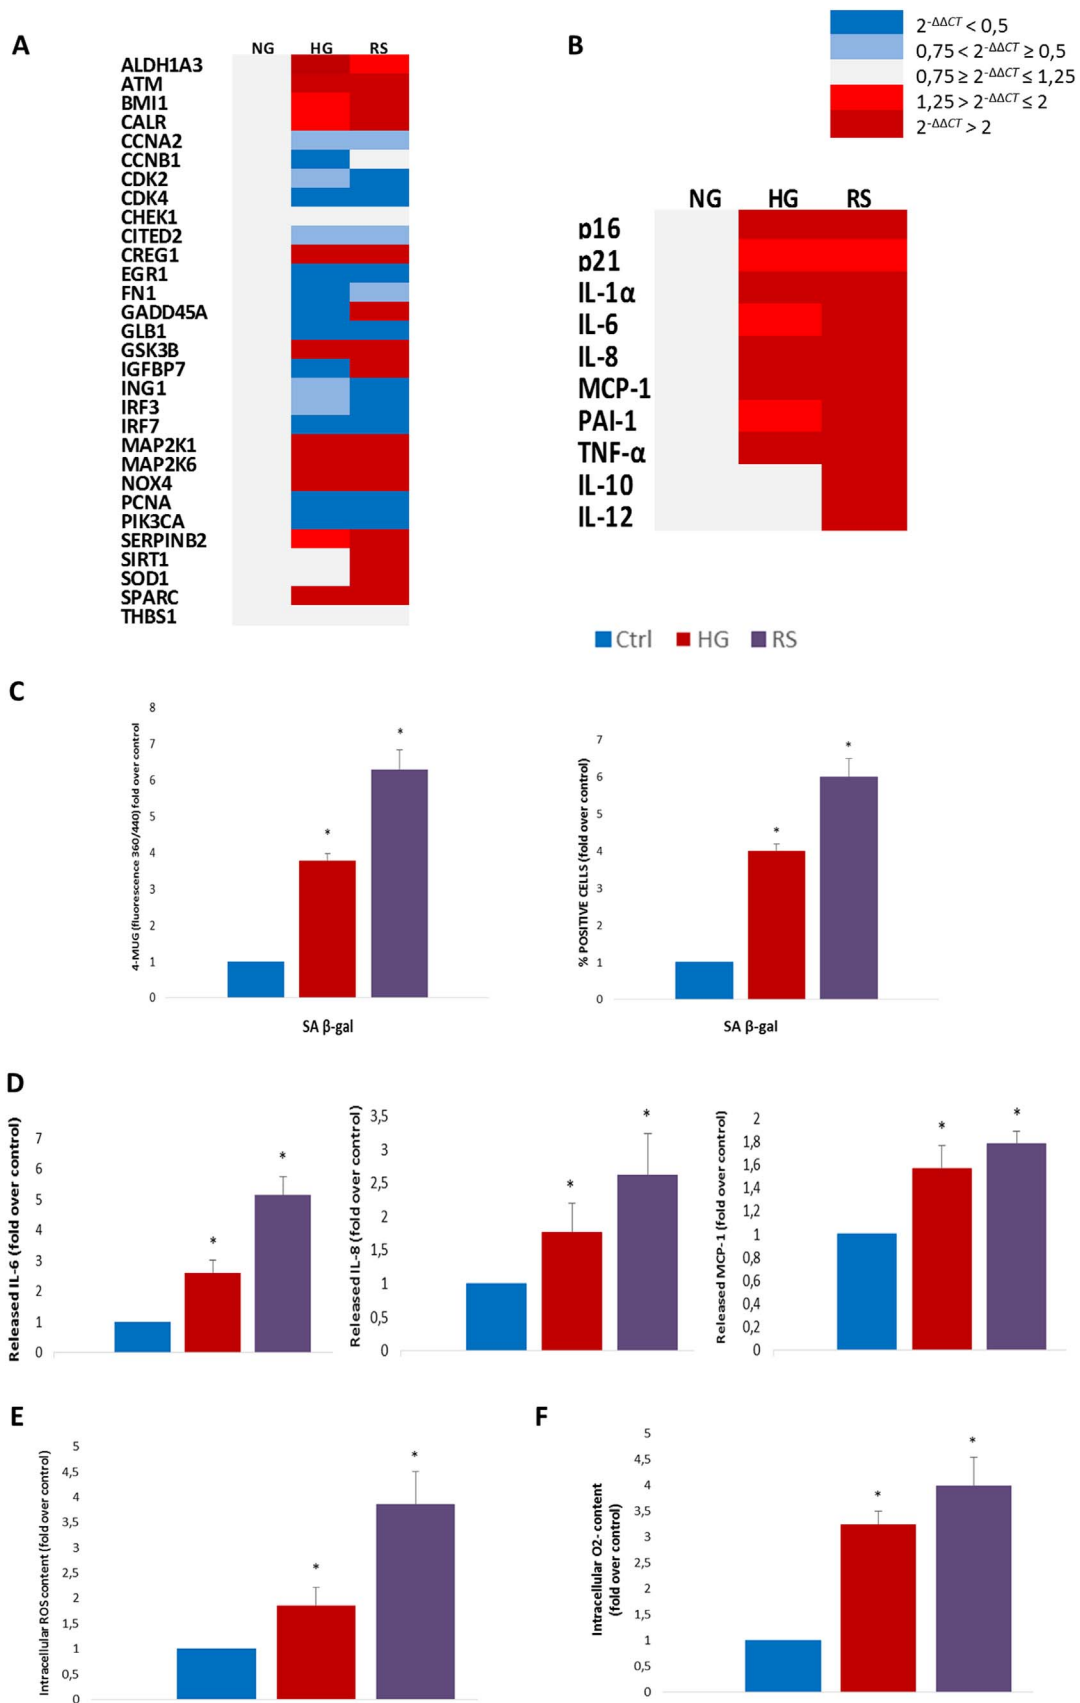 A
NG HG RS
ALDH1A3
ATM
BMI1
CALR
CCNA2
CCNB1
CDK2
CDK4
CHEK1
CITED2
CREG1
EGR1
FN1
GADD45A
GLB1
GSK3B
IGFBP7
ING1
IRF3
IRF7
MAP2K1
MAP2K6
NOX4
PCNA
PIK3CA
SERPINB2
SIRT1
SOD1
SPARC
THBS1
B
2^-ΔΔCT < 0,5
0,75 < 2^-ΔΔCT ≥ 0,5
0,75 ≥ 2^-ΔΔCT ≤ 1,25
1,25 > 2^-ΔΔCT ≤ 2
2^-ΔΔCT > 2
NG HG RS
p16
p21
IL-1α
IL-6
IL-8
MCP-1
PAI-1
TNF-α
IL-10
IL-12
Ctrl HG RS
C
4-MUG (fluorescence 360/440) fold over control
8
7
6
5
4
3
2
1
0
* *
SA β-gal
% POSITIVE CELLS (fold over control)
7
6
5
4
3
2
1
0
* *
SA β-gal
D
Released IL-6 (fold over control)
7
6
5
4
3
2
1
0
* *
Released IL-8 (fold over control)
3,5
3
2,5
2
1,5
1
0,5
0
* *
Released MCP-1 (fold over control)
2
1,8
1,6
1,4
1,2
1
0,8
0,6
0,4
0,2
0
* *
E
Intracellular ROS content (fold over control)
5
4,5
4
3,5
3
2,5
2
1,5
1
0,5
0
* *
F
Intracellular O2- content
(fold over control)
5
4,5
4
3,5
3
2,5
2
1,5
1
0,5
0
* *